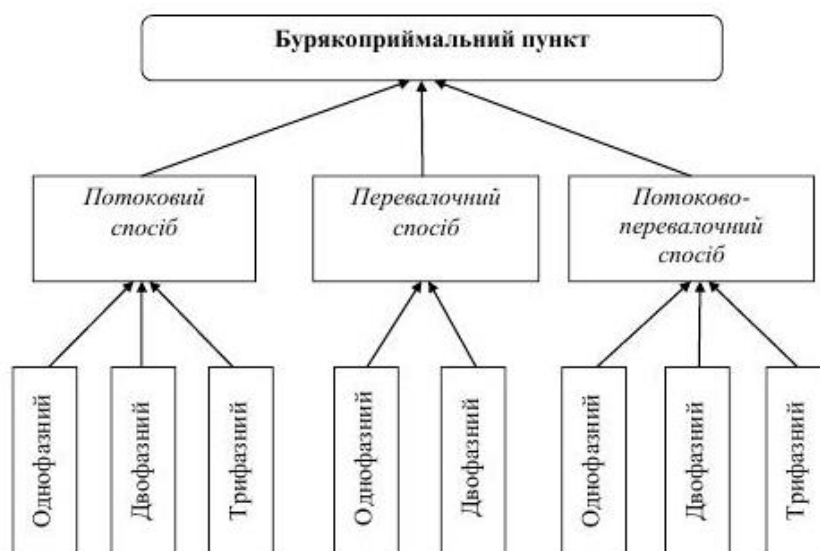 Бурякоприймальний пункт
Потоковий
спосіб
Перевалочний
спосіб
Потоково-
перевалочний
спосіб
Однофазний
Двофазний
Трифазний
Однофазний
Двофазний
Однофазний
Двофазний
Трифазний